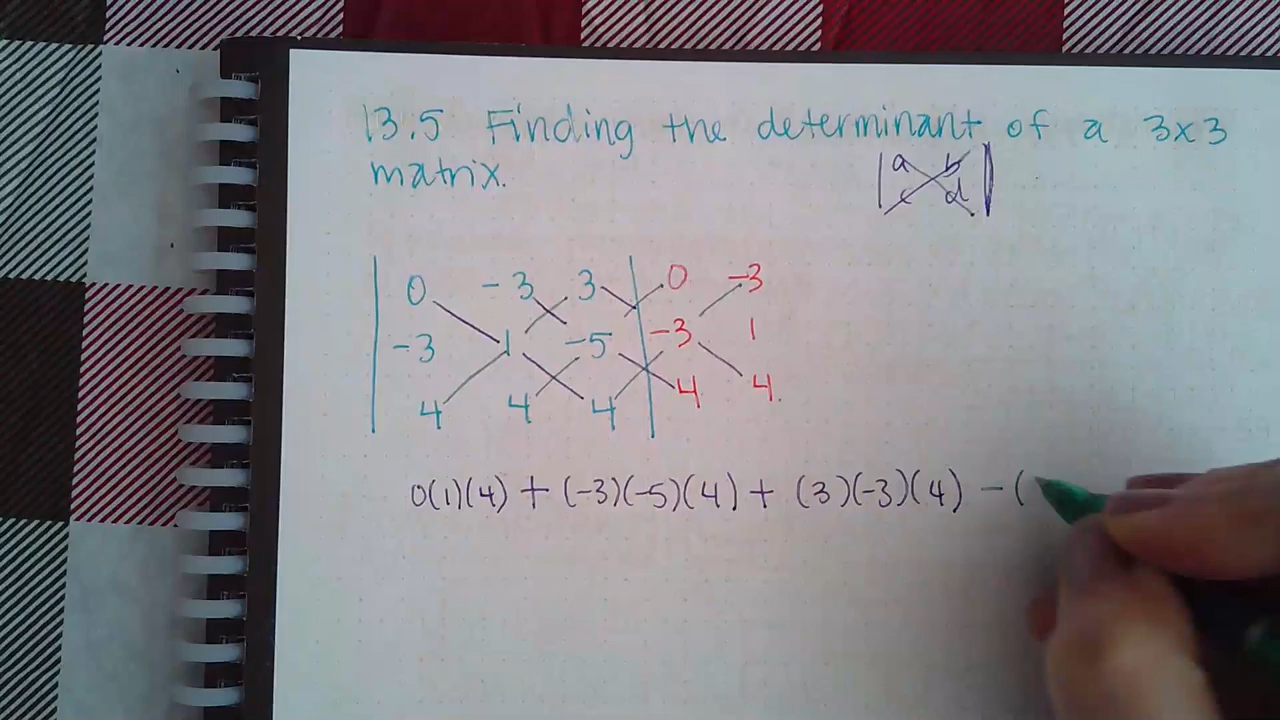 13.5 Finding the determinant of a 3x3
matrix.
a b
c d
0 -3 3 0 -3
-3 1 -5 -3 1
4 4 4 4 4.
0(1)(4) + (-3)(-5)(4) + (3)(-3)(4) - (